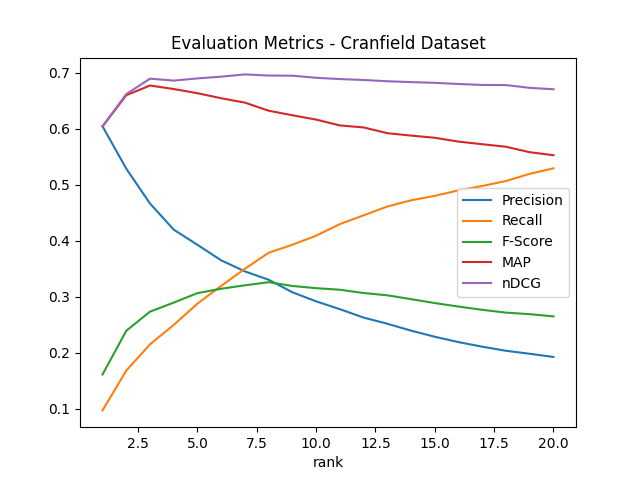 Evaluation Metrics - Cranfield Dataset
0.7
0.6
0.5
0.4
0.3
0.2
0.1
Precision
Recall
F-Score
MAP
nDCG
2.5 5.0 7.5 10.0 12.5 15.0 17.5 20.0
rank